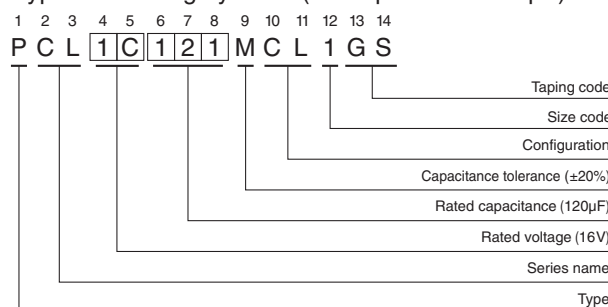 1 2 3 4 5 6 7 8 9 10 11 12 13 14
P C L 1 C 1 2 1 M C L 1 G S
Taping code
Size code
Configuration
Capacitance tolerance (±20%)
Rated capacitance (120µF)
Rated voltage (16V)
Series name
Type